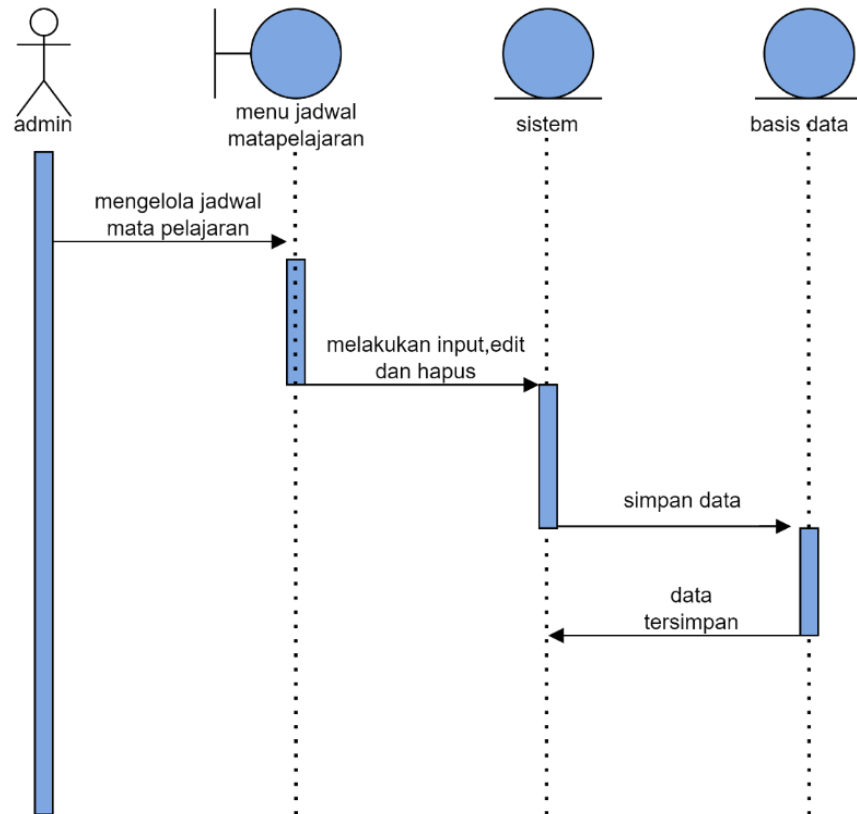 admin
menu jadwal
matapelajaran
sistem
basis data
mengelola jadwal
mata pelajaran
melakukan input,edit
dan hapus
simpan data
data
tersimpan